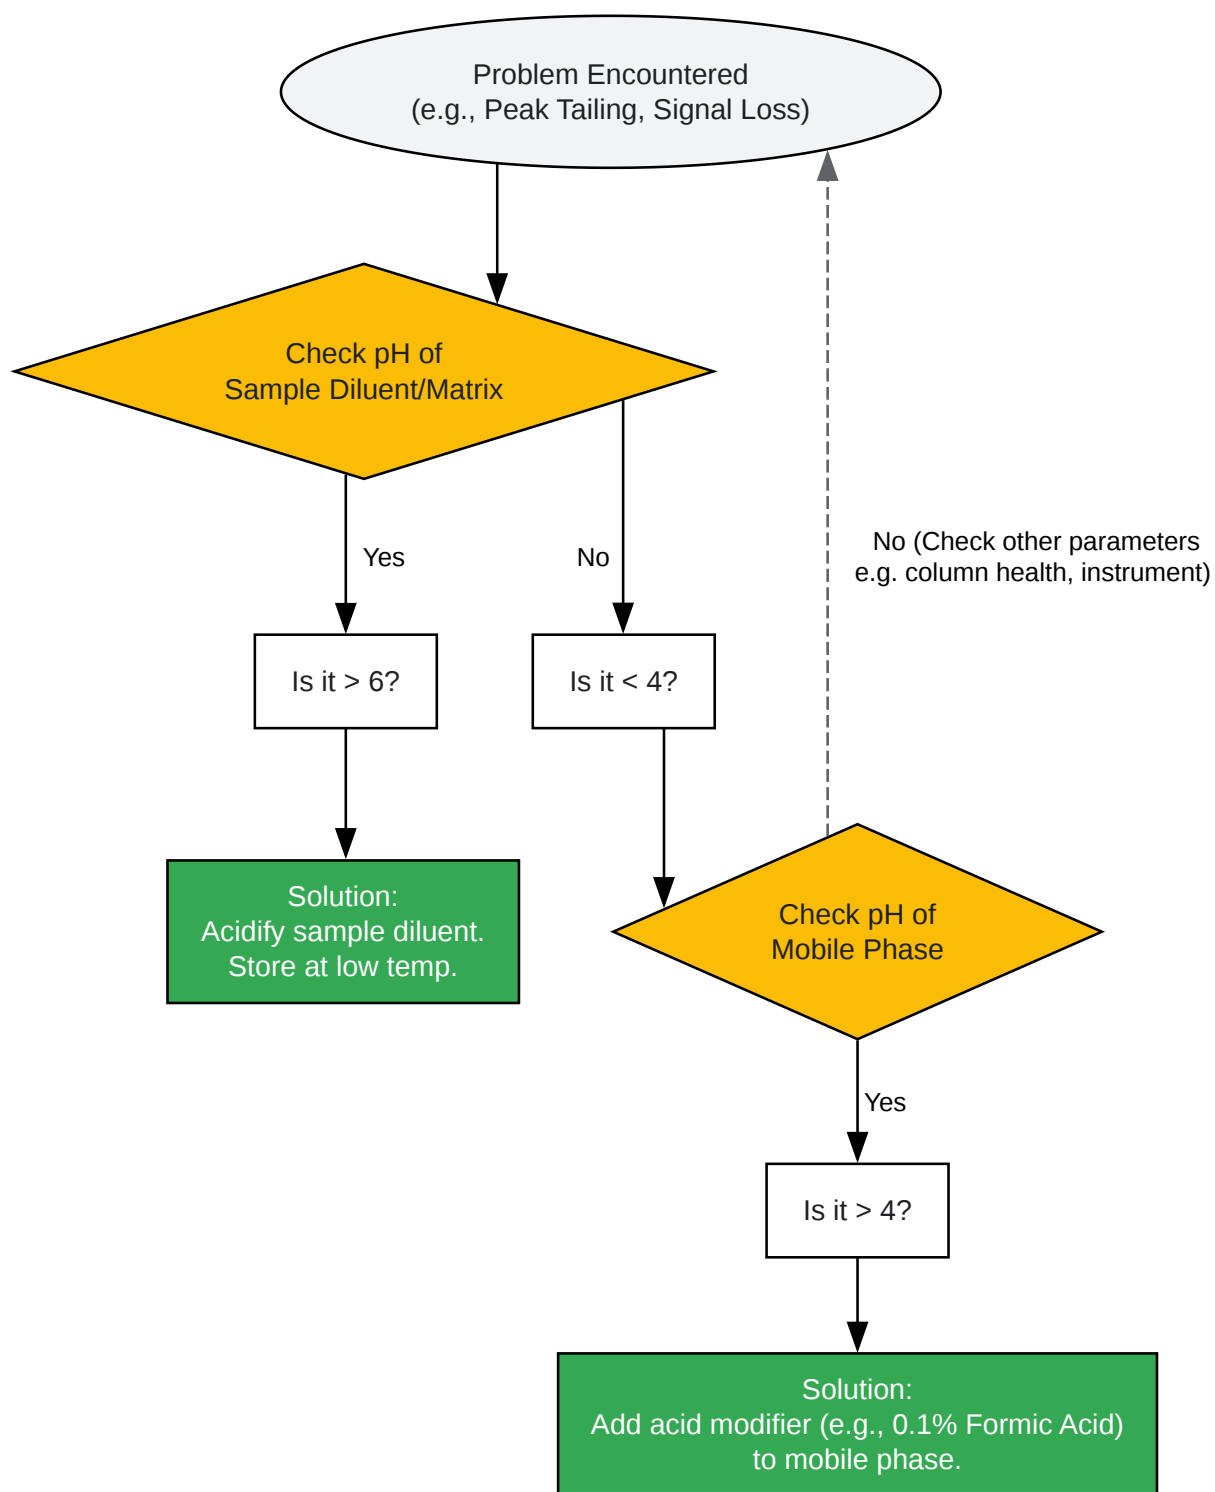 Problem Encountered
(e.g., Peak Tailing, Signal Loss)
Check pH of
Sample Diluent/Matrix
Yes
No
No (Check other parameters
e.g. column health, instrument)
Is it > 6?
Is it < 4?
Solution:
Acidify sample diluent.
Store at low temp.
Check pH of
Mobile Phase
Yes
Is it > 4?
Solution:
Add acid modifier (e.g., 0.1% Formic Acid)
to mobile phase.